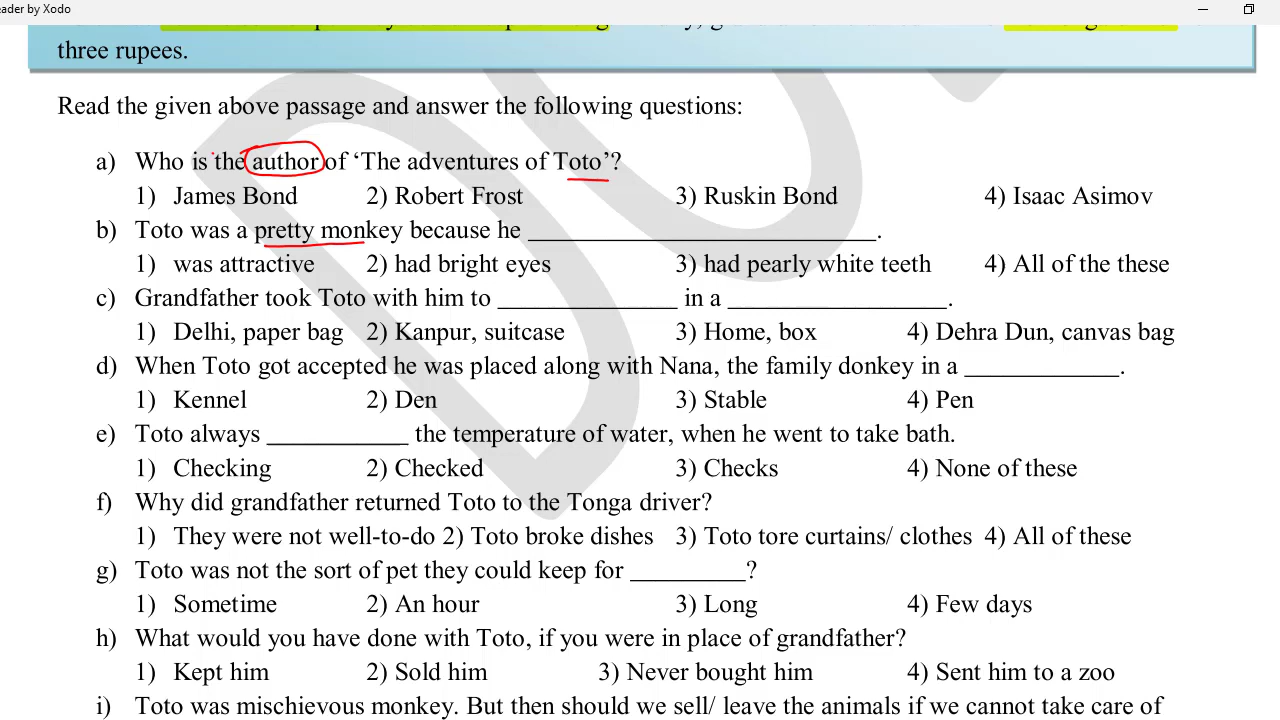 eader by Xodo
three rupees.
Read the given above passage and answer the following questions:
a) Who is the author of ‘The adventures of Toto’?
1) James Bond 2) Robert Frost 3) Ruskin Bond 4) Isaac Asimov
b) Toto was a pretty monkey because he ___________________________.
1) was attractive 2) had bright eyes 3) had pearly white teeth 4) All of the these
c) Grandfather took Toto with him to ______________ in a _________________.
1) Delhi, paper bag 2) Kanpur, suitcase 3) Home, box 4) Dehra Dun, canvas bag
d) When Toto got accepted he was placed along with Nana, the family donkey in a ____________.
1) Kennel 2) Den 3) Stable 4) Pen
e) Toto always ___________ the temperature of water, when he went to take bath.
1) Checking 2) Checked 3) Checks 4) None of these
f) Why did grandfather returned Toto to the Tonga driver?
1) They were not well-to-do 2) Toto broke dishes 3) Toto tore curtains/ clothes 4) All of these
g) Toto was not the sort of pet they could keep for _________?
1) Sometime 2) An hour 3) Long 4) Few days
h) What would you have done with Toto, if you were in place of grandfather?
1) Kept him 2) Sold him 3) Never bought him 4) Sent him to a zoo
i) Toto was mischievous monkey. But then should we sell/ leave the animals if we cannot take care of